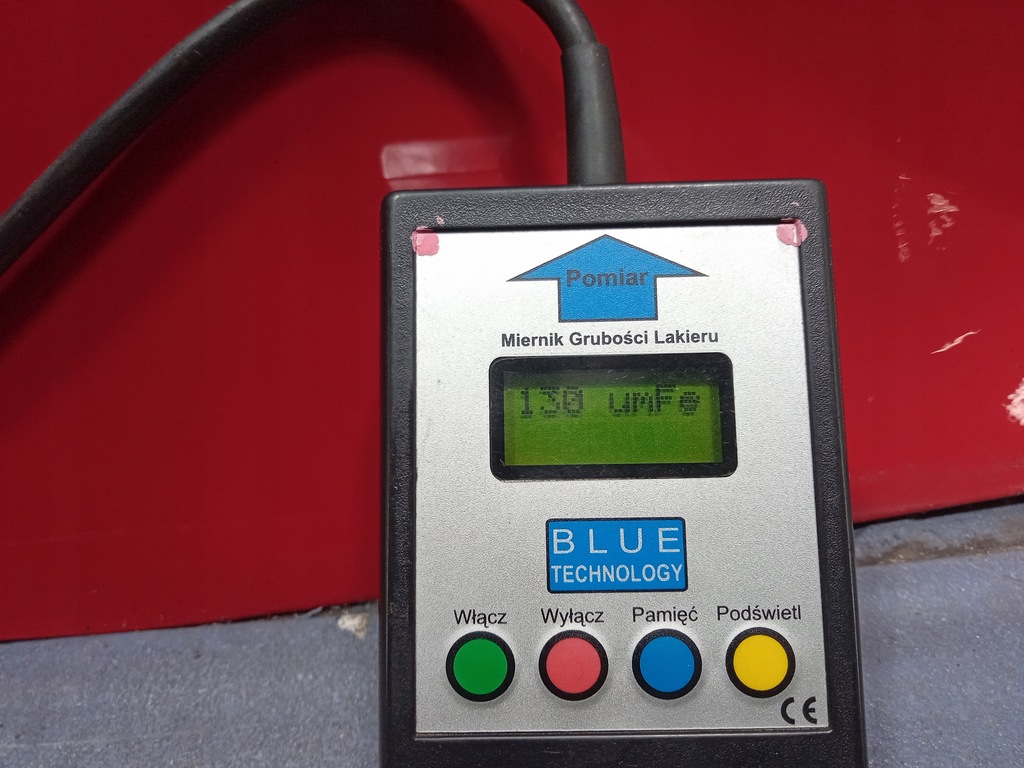 Pomiar
Miernik Grubości Lakieru
130 umFe
BLUE
TECHNOLOGY
Włącz Wyłącz Pamięć Podświetl
CE